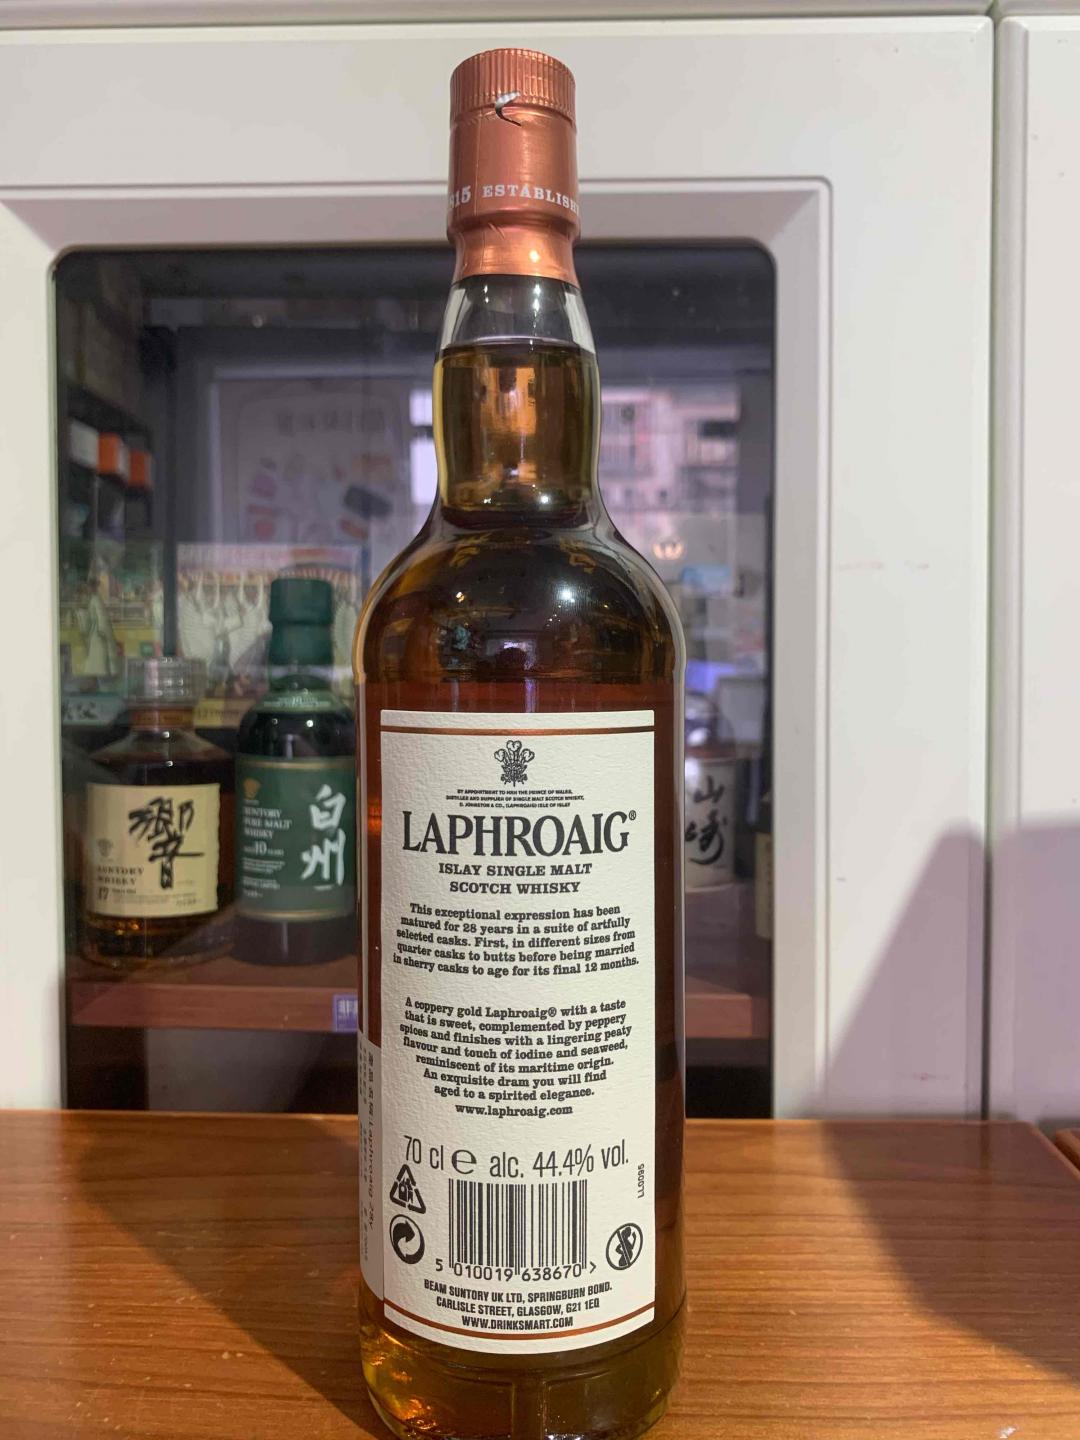 815 ESTABLISH
BY APPOINTMENT TO HRH THE PRINCE OF WALES,
DISTILLER AND SUPPLIER OF SINGLE MALT SCOTCH WHISKY,
D. JOHNSTON & CO., (LAPHROAIG) ISLE OF ISLAY
LAPHROAIG®
ISLAY SINGLE MALT
SCOTCH WHISKY
This exceptional expression has been
matured for 28 years in a suite of artfully
selected casks. First, in different sizes from
quarter casks to butts before being married
in sherry casks to age for its final 12 months.
A coppery gold Laphroaig® with a taste
that is sweet, complemented by peppery
spices and finishes with a lingering peaty
flavour and touch of iodine and seaweed,
reminiscent of its maritime origin.
An exquisite dram you will find
aged to a spirited elegance.
www.laphroaig.com
70 cl e alc. 44.4% vol.
LL0095
5 010019 638670 >
BEAM SUNTORY UK LTD, SPRINGBURN BOND.
CARLISLE STREET, GLASGOW, G21 1EQ
WWW.DRINKSMART.COM
響
SUNTORY
WHISKY
17
白州
SUNTORY
PURE MALT
WHISKY
10
山崎
Laphroaig 28Y